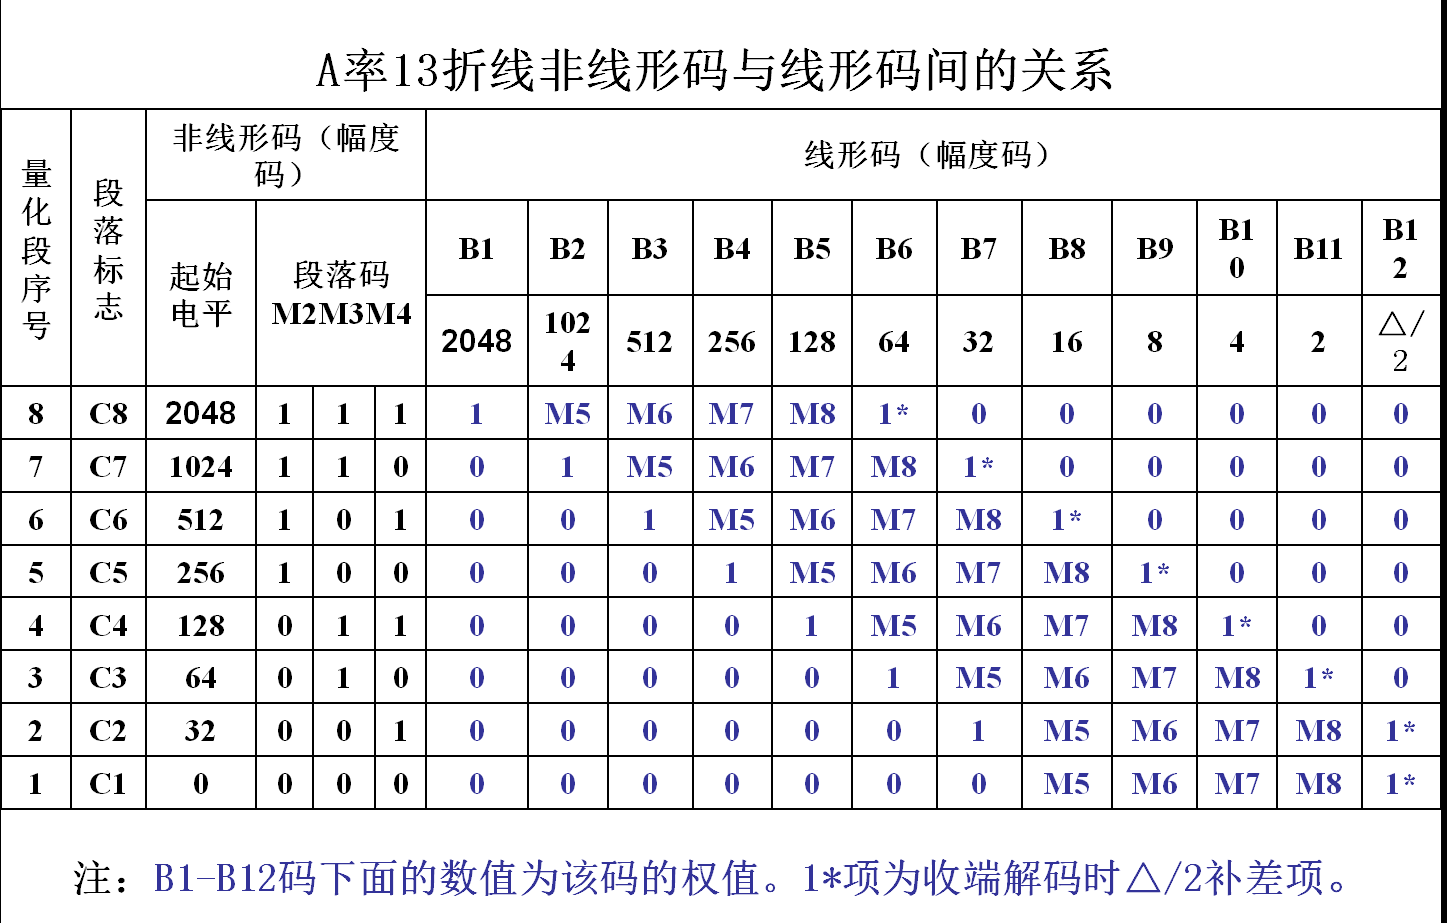 A率13折线非线形码与线形码间的关系
量化段序号 段落标志 非线形码（幅度码） 线形码（幅度码）
起始电平 段落码 M2M3M4 B1 B2 B3 B4 B5 B6 B7 B8 B9 B10 B11 B12
2048 1024 512 256 128 64 32 16 8 4 2 △/2
8 C8 2048 1 1 1 1 M5 M6 M7 M8 1* 0 0 0 0 0 0
7 C7 1024 1 1 0 0 1 M5 M6 M7 M8 1* 0 0 0 0 0
6 C6 512 1 0 1 0 0 1 M5 M6 M7 M8 1* 0 0 0 0
5 C5 256 1 0 0 0 0 0 1 M5 M6 M7 M8 1* 0 0 0
4 C4 128 0 1 1 0 0 0 0 1 M5 M6 M7 M8 1* 0 0
3 C3 64 0 1 0 0 0 0 0 0 1 M5 M6 M7 M8 1* 0
2 C2 32 0 0 1 0 0 0 0 0 0 1 M5 M6 M7 M8 1*
1 C1 0 0 0 0 0 0 0 0 0 0 0 M5 M6 M7 M8 1*
注：B1-B12码下面的数值为该码的权值。1*项为收端解码时△/2补差项。